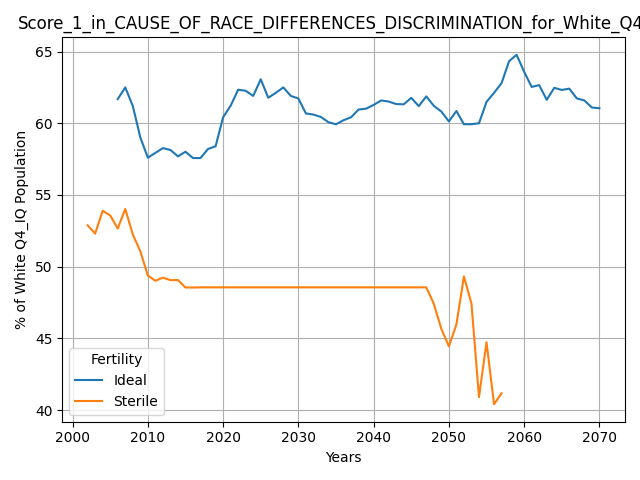 Score_1_in_CAUSE_OF_RACE_DIFFERENCES_DISCRIMINATION_for_White_Q4
65
60
55
50
45
40
% of White Q4_IQ Population
Fertility
Ideal
Sterile
2000 2010 2020 2030 2040 2050 2060 2070
Years